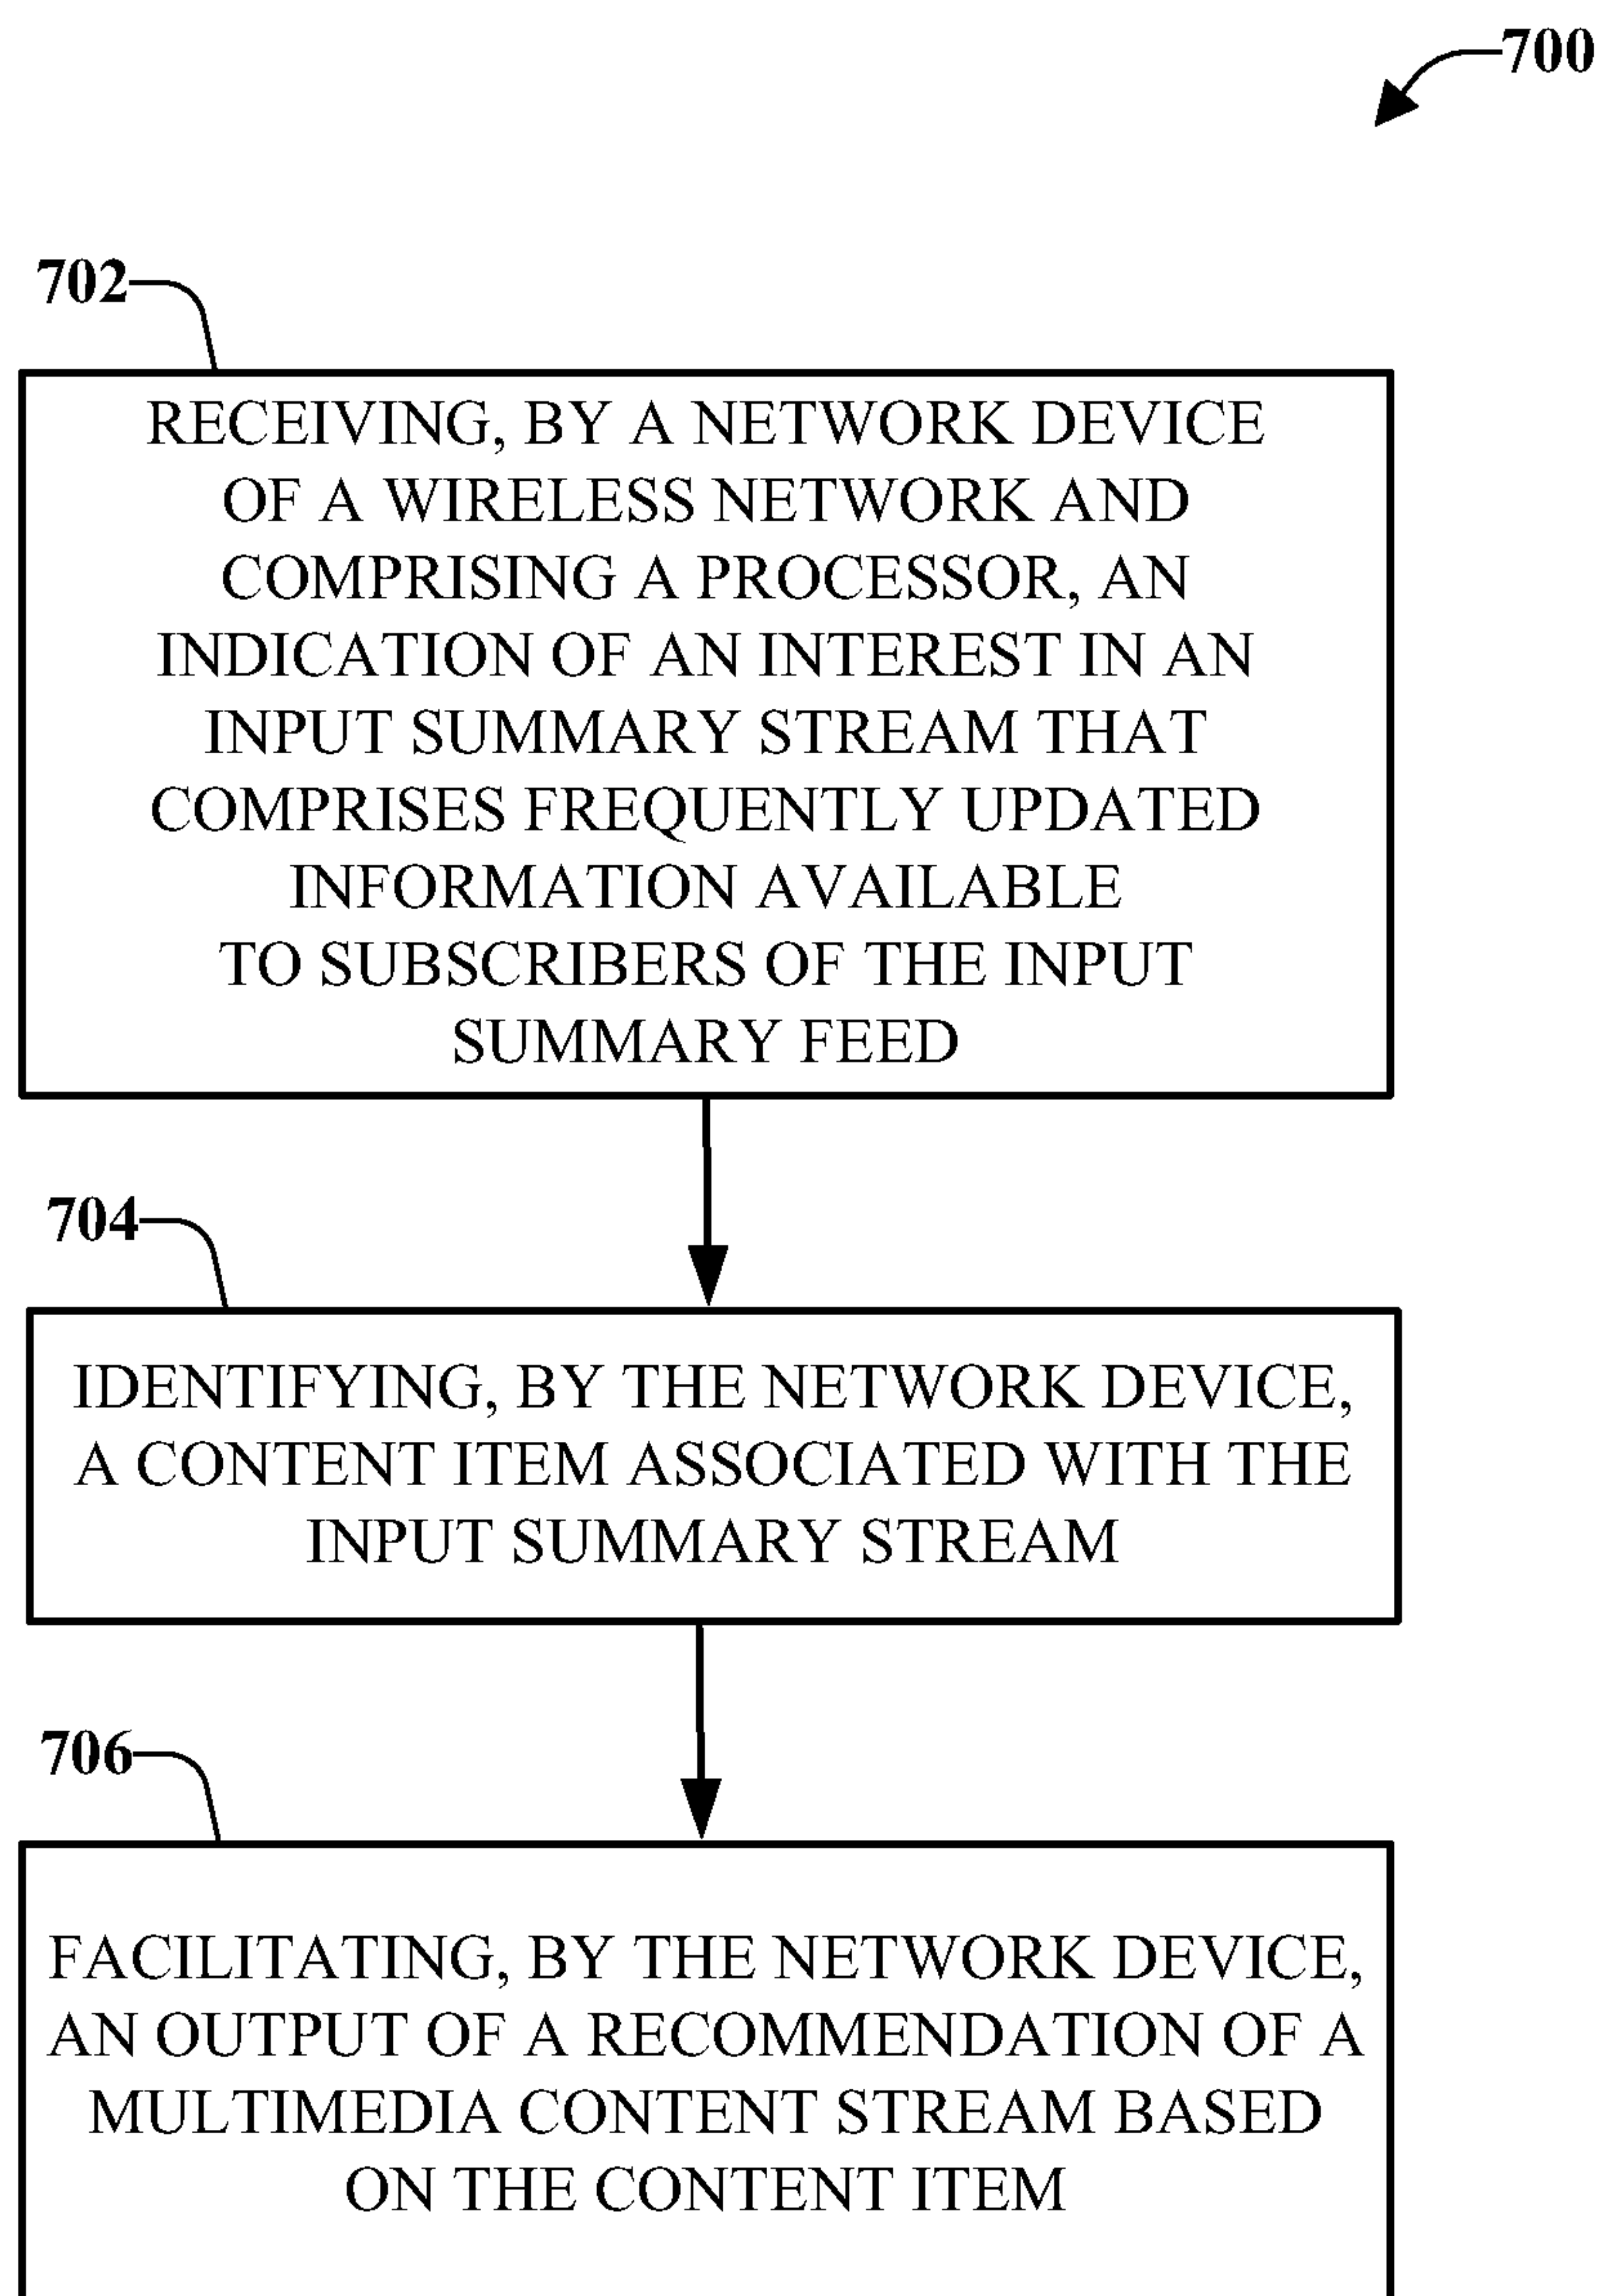 700
702
RECEIVING, BY A NETWORK DEVICE
OF A WIRELESS NETWORK AND
COMPRISING A PROCESSOR, AN
INDICATION OF AN INTEREST IN AN
INPUT SUMMARY STREAM THAT
COMPRISES FREQUENTLY UPDATED
INFORMATION AVAILABLE
TO SUBSCRIBERS OF THE INPUT
SUMMARY FEED
704
IDENTIFYING, BY THE NETWORK DEVICE,
A CONTENT ITEM ASSOCIATED WITH THE
INPUT SUMMARY STREAM
706
FACILITATING, BY THE NETWORK DEVICE,
AN OUTPUT OF A RECOMMENDATION OF A
MULTIMEDIA CONTENT STREAM BASED
ON THE CONTENT ITEM